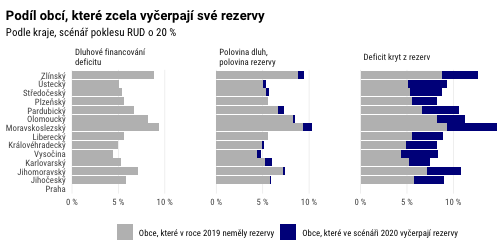 Podíl obcí, které zcela vyčerpají své rezervy
Podle kraje, scénář poklesu RUD o 20 %
Dluhové financování
deficitu
Polovina dluh,
polovina rezervy
Deficit kryt z rezerv
Zlínský
Ústecký
Středočeský
Plzeňský
Pardubický
Olomoucký
Moravskoslezský
Liberecký
Královéhradecký
Vysočina
Karlovarský
Jihomoravský
Jihočeský
Praha
0 % 5 % 10 % 0 % 5 % 10 % 0 % 5 % 10 %
Obce, které v roce 2019 neměly rezervy Obce, které ve scénáři 2020 vyčerpají rezervy